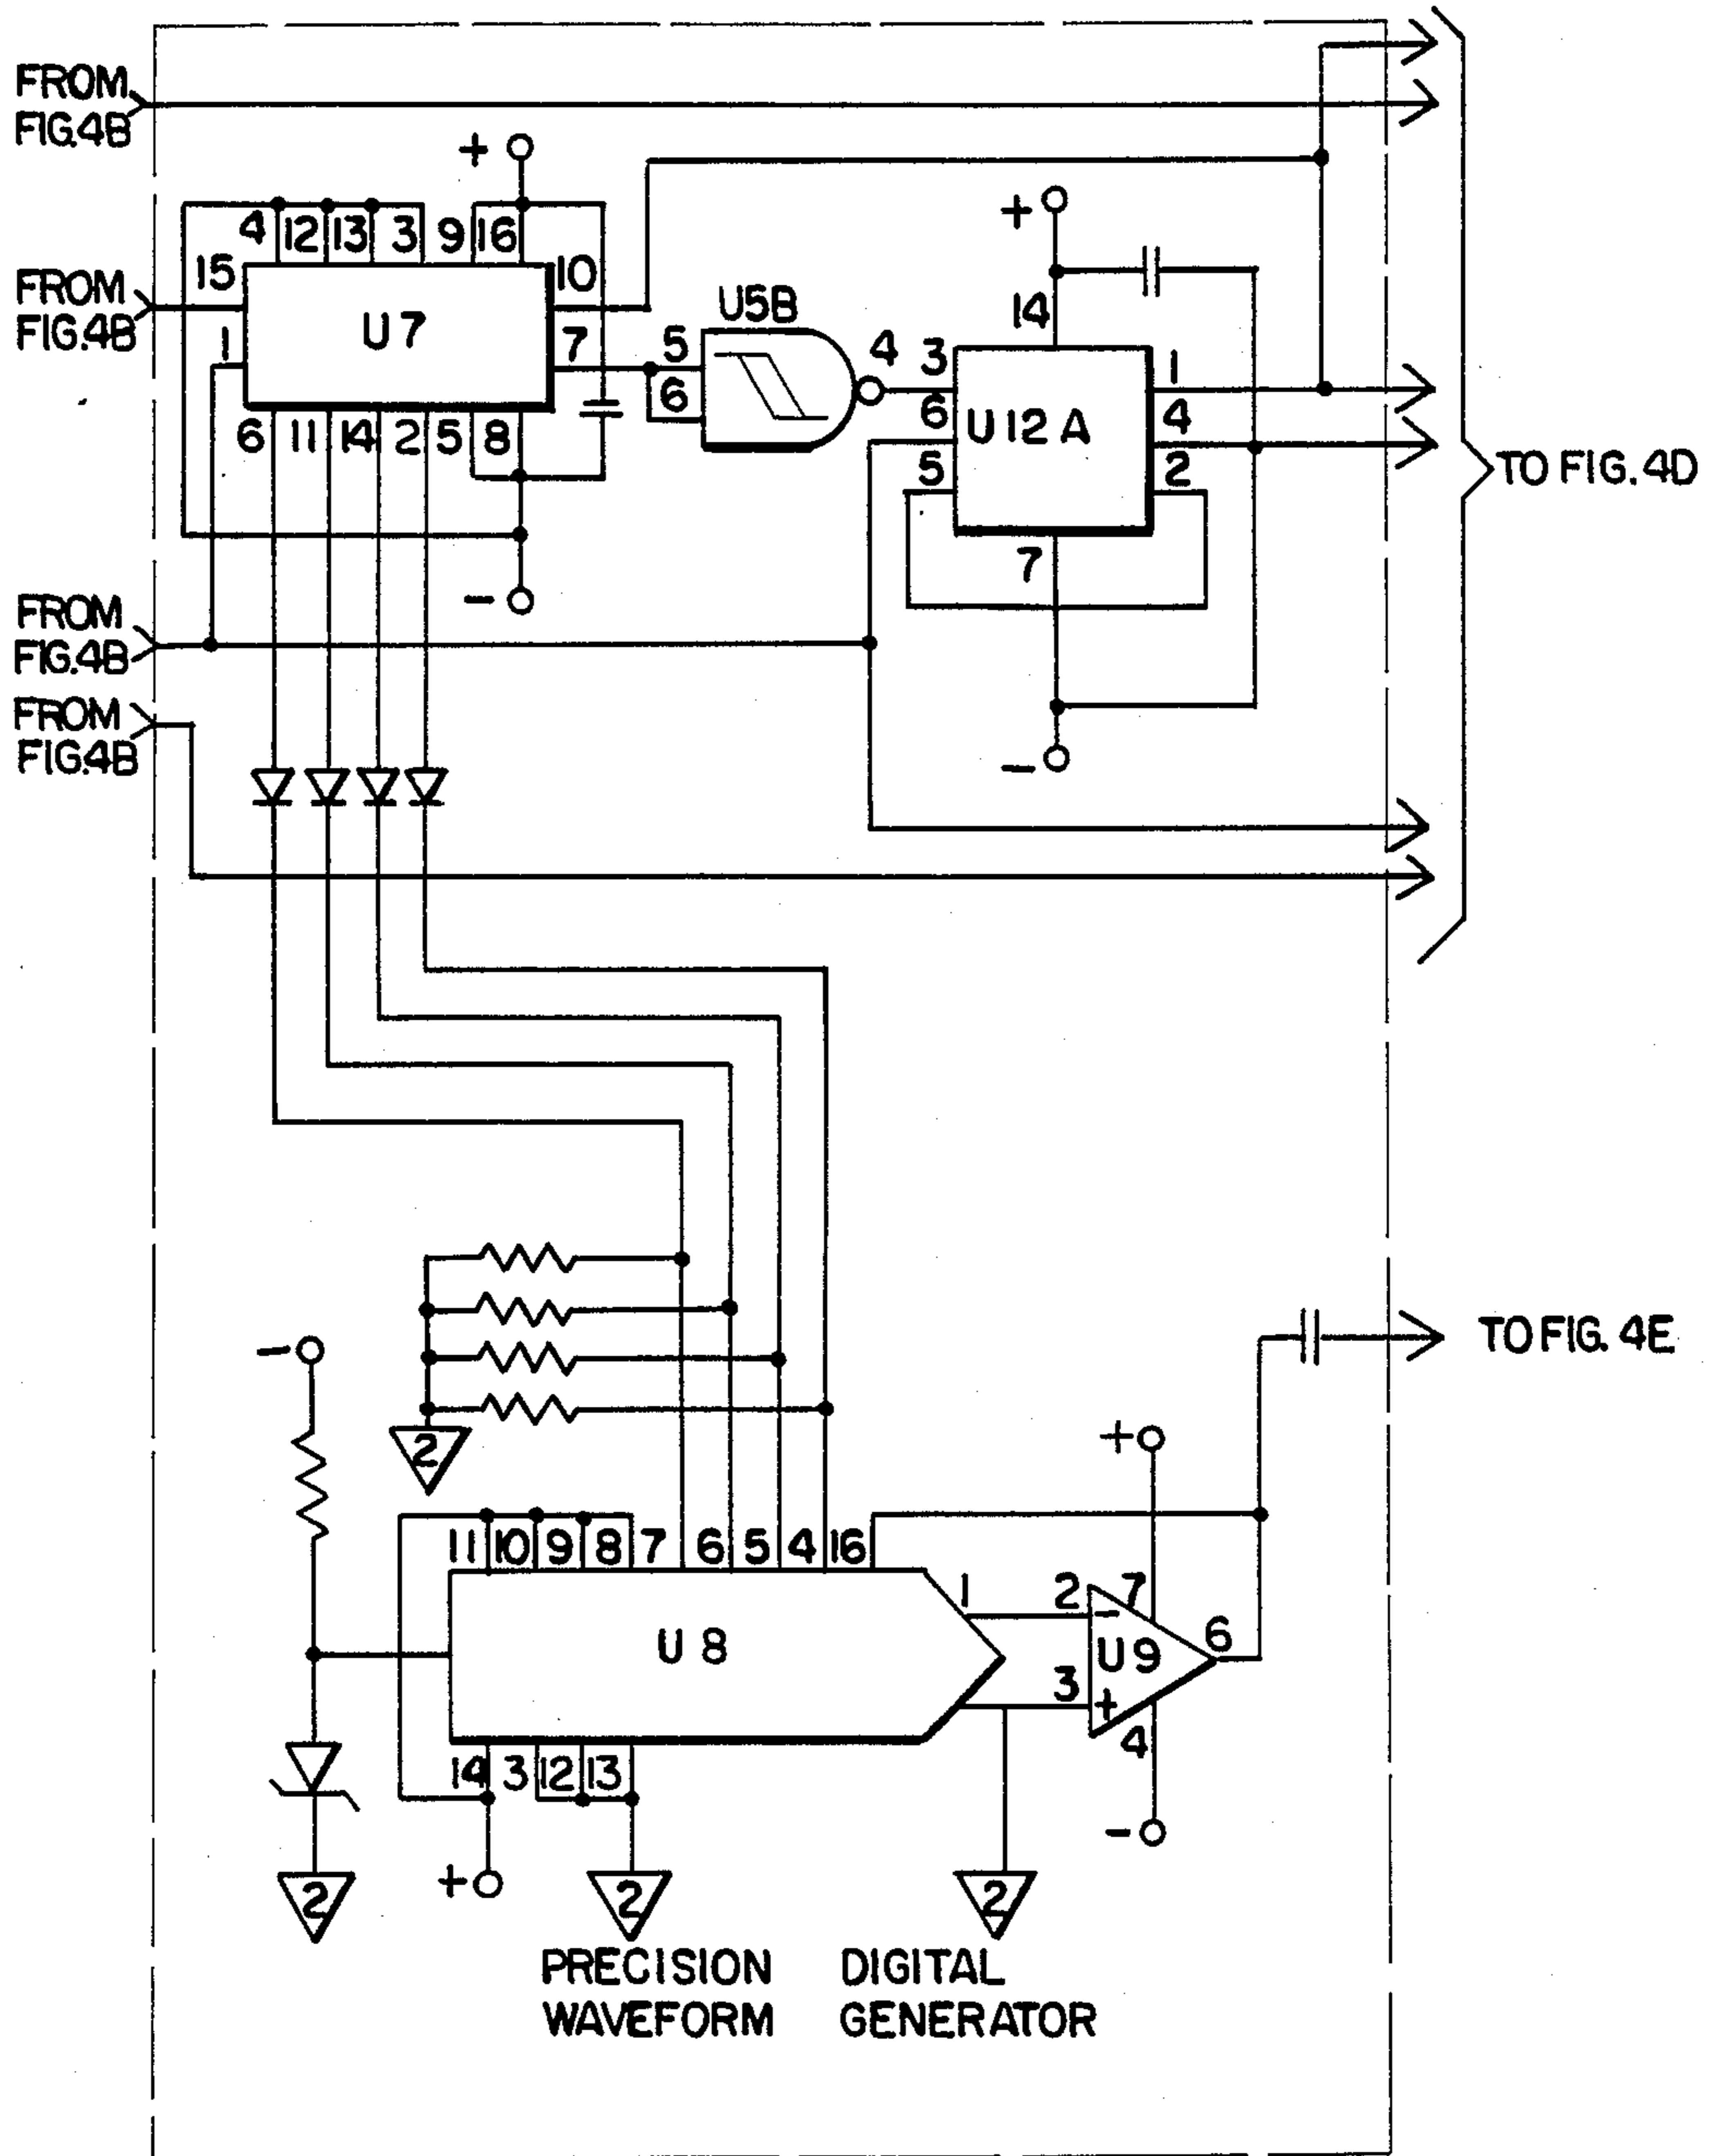 FROM
FIG.4B
+
4 12 13 3 9 16
15 10
FROM
FIG.4B
U7
1 7
6 11 14 2 5 8
-
U5B
5
6
4
+
14
3 1
6 U12A 4
5 2
7
-
TO FIG. 4D
FROM
FIG.4B
FROM
FIG.4B
2
-
TO FIG. 4E
+
11 10 9 8 7 6 5 4 16
1 2 - 7
U8
U9 6
3 +
4
14 3 12 13
-
+
2
2
2
PRECISION DIGITAL
WAVEFORM GENERATOR